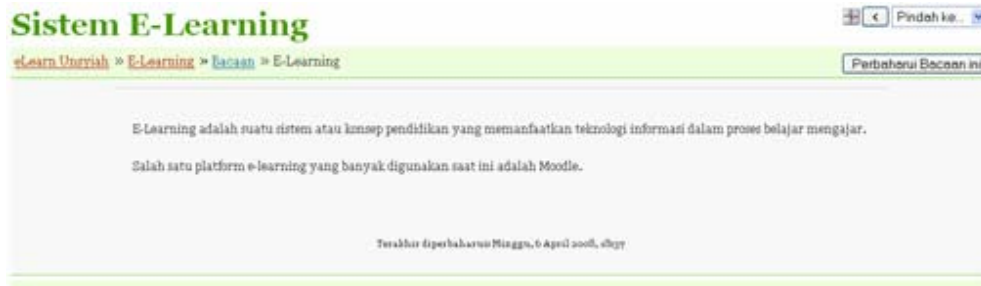 Sistem E-Learning
Pindah ke...
eLearn Unsyiah » E-Learning » Bacaan » E-Learning
Perbaharui Bacaan ini
E-Learning adalah suatu sistem atau konsep pendidikan yang memanfaatkan teknologi informasi dalam proses belajar mengajar.
Salah satu platform e-learning yang banyak digunakan saat ini adalah Moodle.
Terakhir diperbaharui: Minggu, 6 April 2008,